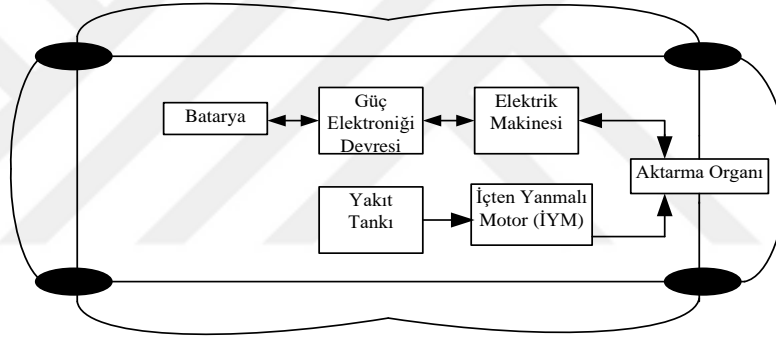 Batarya
Güç
Elektroniği
Devresi
Elektrik
Makinesi
Aktarma Organı
Yakıt
Tankı
İçten Yanmalı
Motor (İYM)